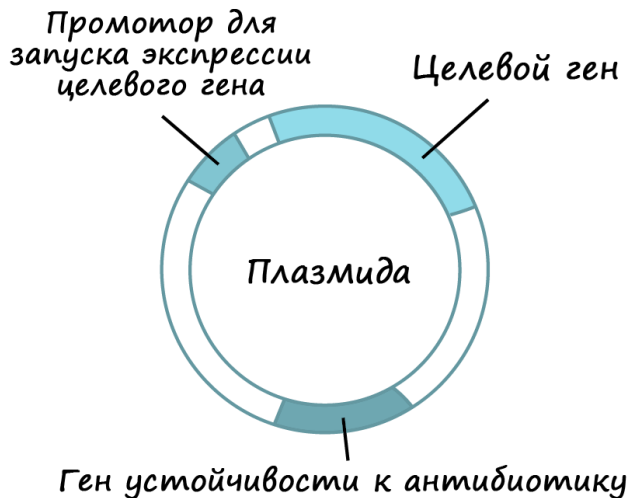 Промотор для
запуска экспрессии
целевого гена
Целевой ген
Плазмида
Ген устойчивости к антибиотику